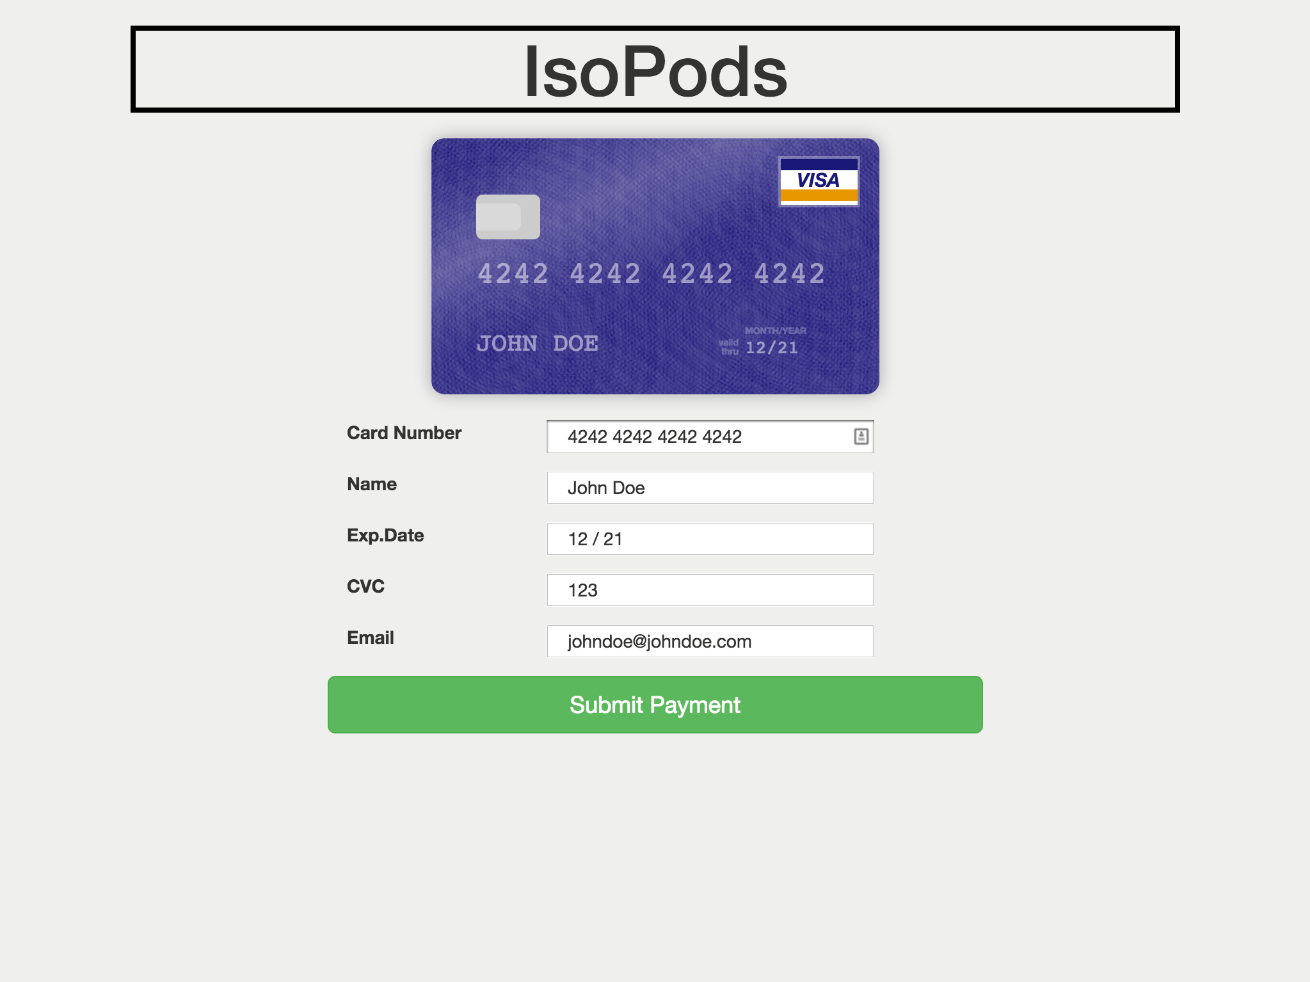 IsoPods
VISA
4242 4242 4242 4242
MONTH/YEAR
JOHN DOE valid thru 12/21
Card Number 4242 4242 4242 4242
Name John Doe
Exp.Date 12 / 21
CVC 123
Email johndoe@johndoe.com
Submit Payment